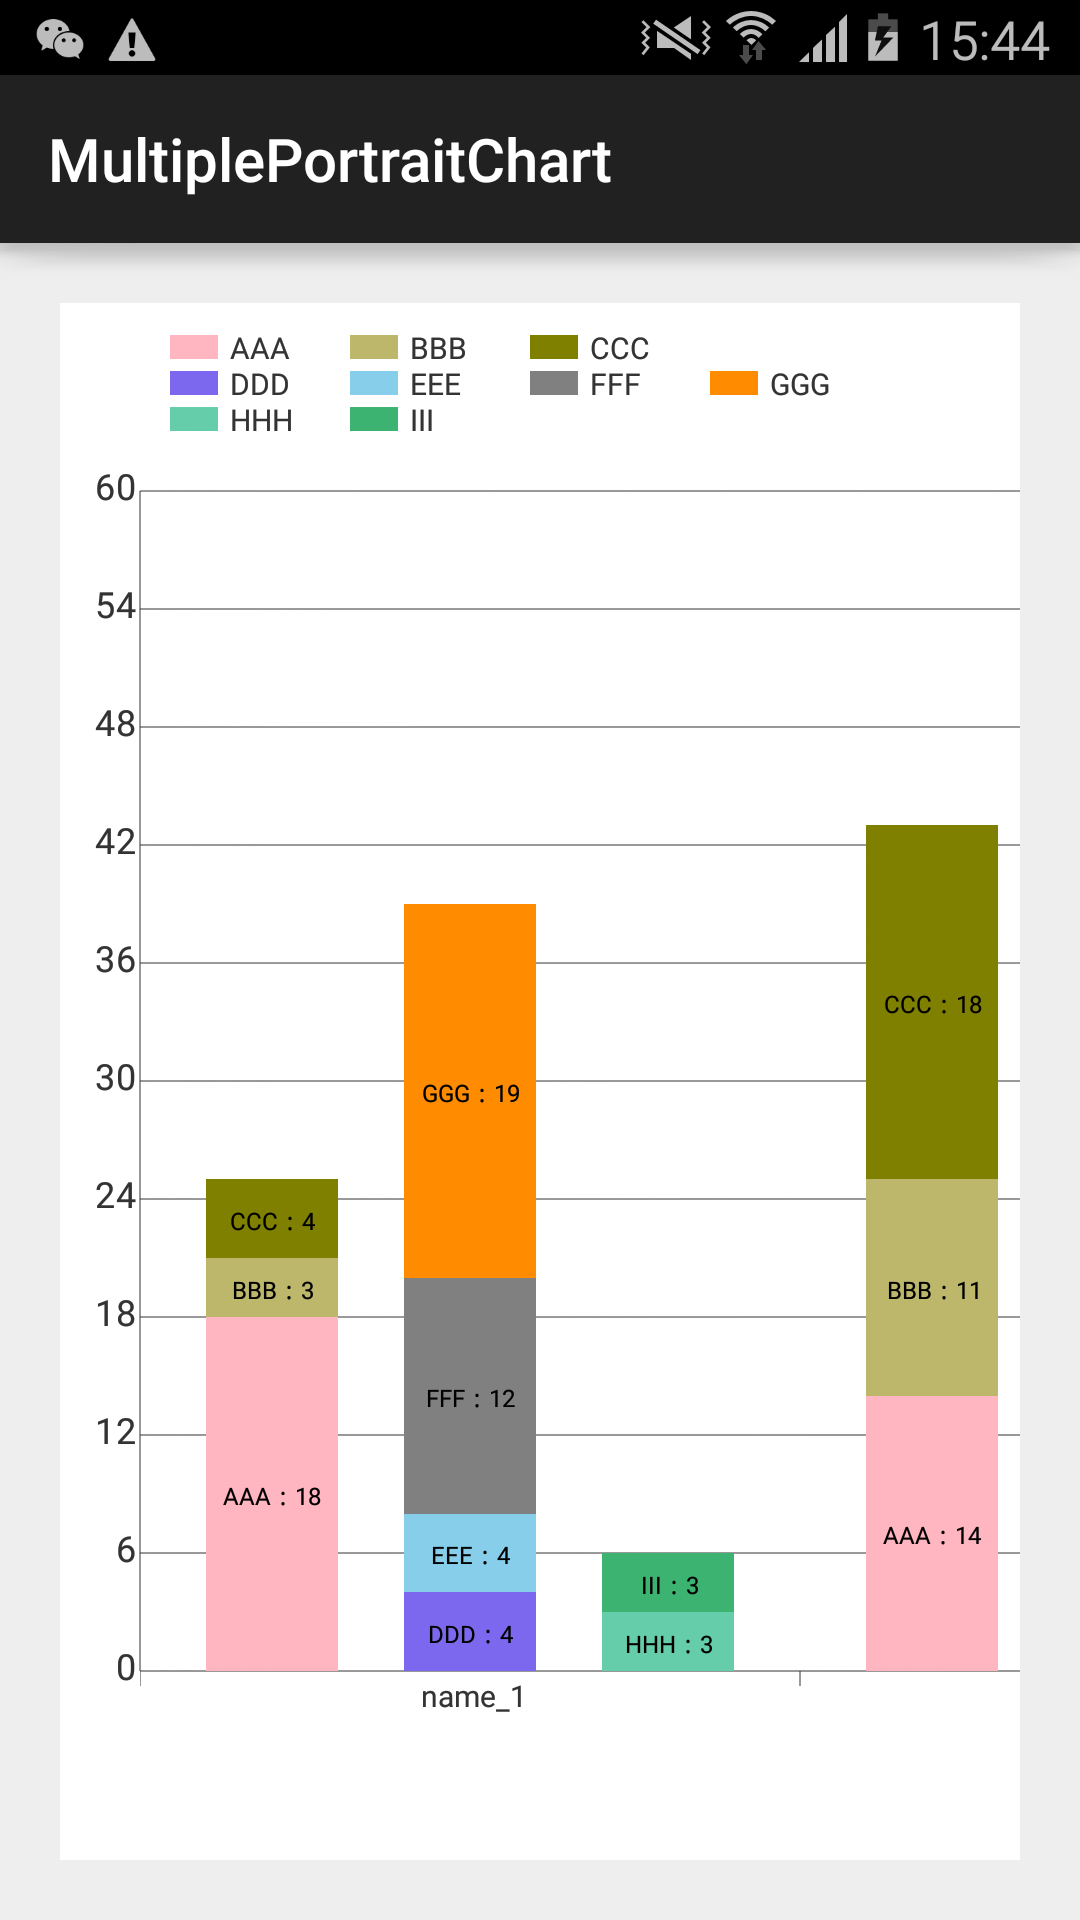 15:44
MultiplePortraitChart
AAA BBB CCC
DDD EEE FFF GGG
HHH III
60
54
48
42
36
CCC : 18
30
GGG : 19
24
CCC : 4
BBB : 3 BBB : 11
18
FFF : 12
12
AAA : 18
AAA : 14
6
EEE : 4
III : 3
DDD : 4
HHH : 3
0
name_1